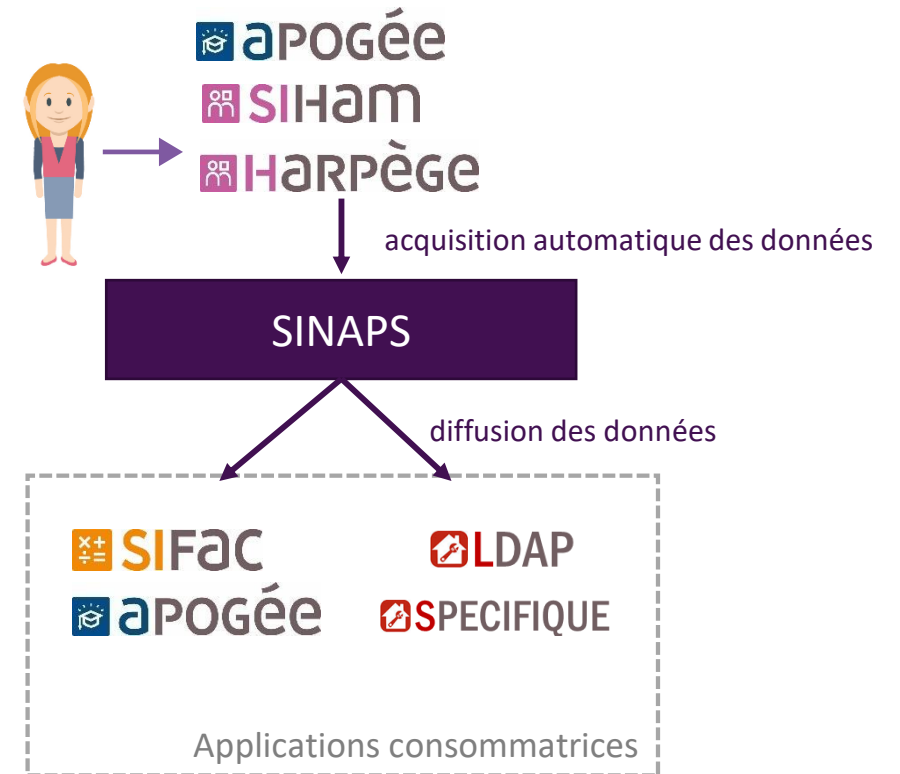 aPOGée
SIHam
HaRPèGe
acquisition automatique des données
SINAPS
diffusion des données
SIFaC
LDAP
aPOGée
SPECIFIQUE
Applications consommatrices